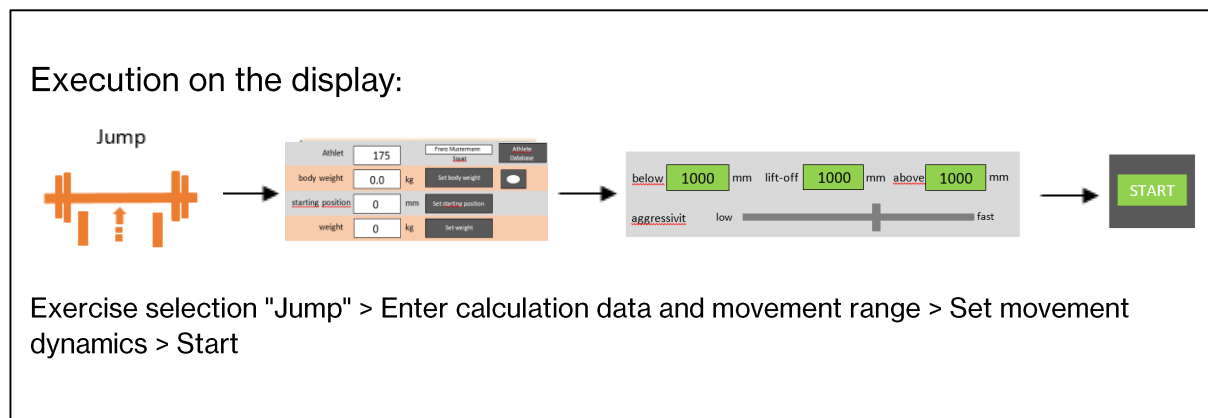 Execution on the display:
Jump
Athlet 175 Franz Mustermann Squat Athlete Database
body weight 0.0 kg Set body weight
starting position 0 mm Set starting position
weight 0 kg Set weight
below 1000 mm lift-off 1000 mm above 1000 mm
aggressivit low fast
START
Exercise selection "Jump" > Enter calculation data and movement range > Set movement
dynamics > Start